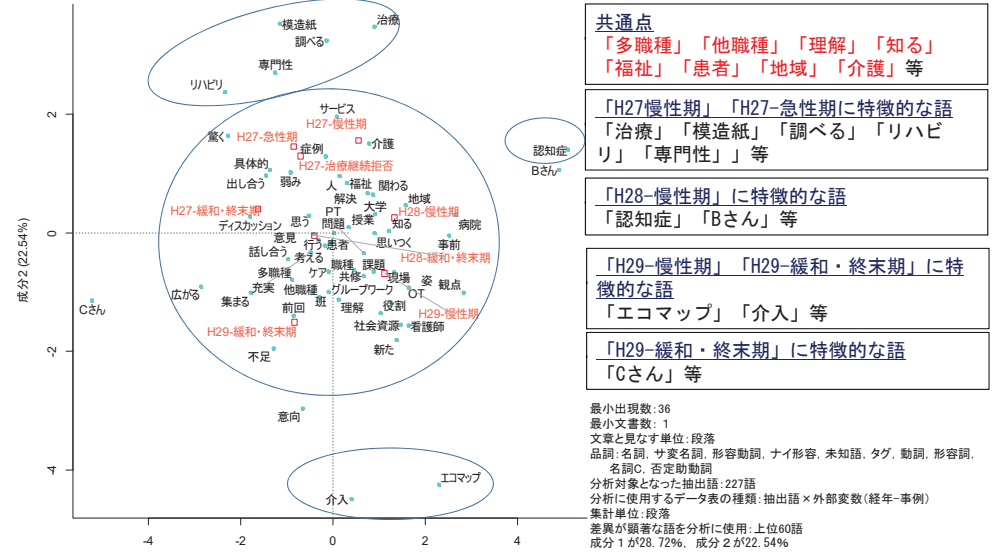 模造紙
治療
調べる
専門性
リハビリ
サービス
H27-慢性期
驚く
H27-急性期
介護
症例
認知症
Bさん
具体的
H27-治療継続拒否
出し合う
弱み
人
福祉
関わる
解決
地域
H27-緩和・終末期
PT
大学
H28-慢性期
思う
授業
ディスカッション
問題
知る
病院
意見
行う
患者
思いつく
事前
話し合う
考える
H28-緩和・終末期
多職種
ケア
職種
課題
共修
現場
姿
広がる
充実
他職種
グループワーク
OT
観点
集まる
班
Cさん
前回
理解
役割
H29-慢性期
H29-緩和・終末期
社会資源
看護師
不足
新た
意向
エコマップ
介入
成分2 (22.54%)
2
0
-2
-4
-4
-2
0
2
4
共通点
「多職種」「他職種」「理解」「知る」
「福祉」「患者」「地域」「介護」等
「H27慢性期」「H27-急性期に特徴的な語
「治療」「模造紙」「調べる」「リハビ
リ」「専門性」」等
「H28-慢性期」に特徴的な語
「認知症」「Bさん」等
「H29-慢性期」「H29-緩和・終末期」に特
徴的な語
「エコマップ」「介入」等
「H29-緩和・終末期」に特徴的な語
「Cさん」等
最小出現数:36
最小文書数: 1
文章と見なす単位:段落
品詞:名詞, サ変名詞, 形容動詞, ナイ形容, 未知語, タグ, 動詞, 形容詞,
名詞C, 否定助動詞
分析対象となった抽出語:227語
分析に使用するデータ表の種類:抽出語×外部変数(経年-事例)
集計単位:段落
差異が顕著な語を分析に使用:上位60語
成分1が28.72%, 成分2が22.54%